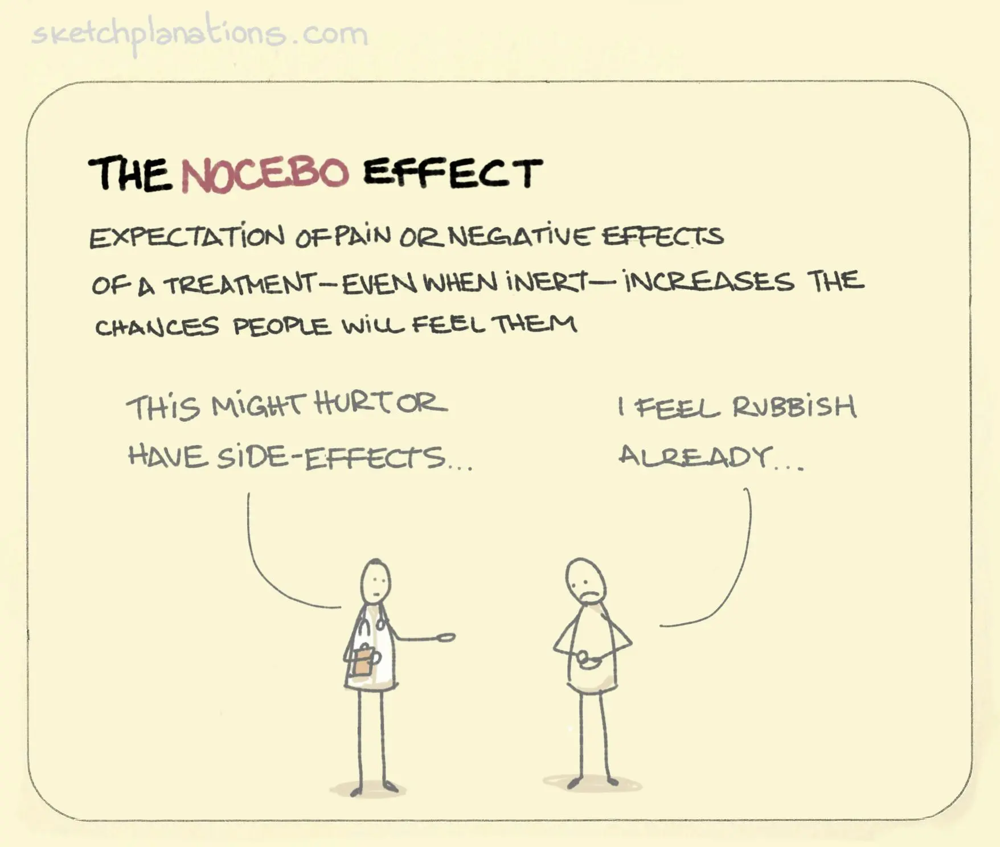 sketchplanations.com
THE NOCEBO EFFECT
EXPECTATION OF PAIN OR NEGATIVE EFFECTS
OF A TREATMENT—EVEN WHEN INERT—INCREASES THE
CHANCES PEOPLE WILL FEEL THEM
THIS MIGHT HURT OR
HAVE SIDE-EFFECTS...
I FEEL RUBBISH
ALREADY...